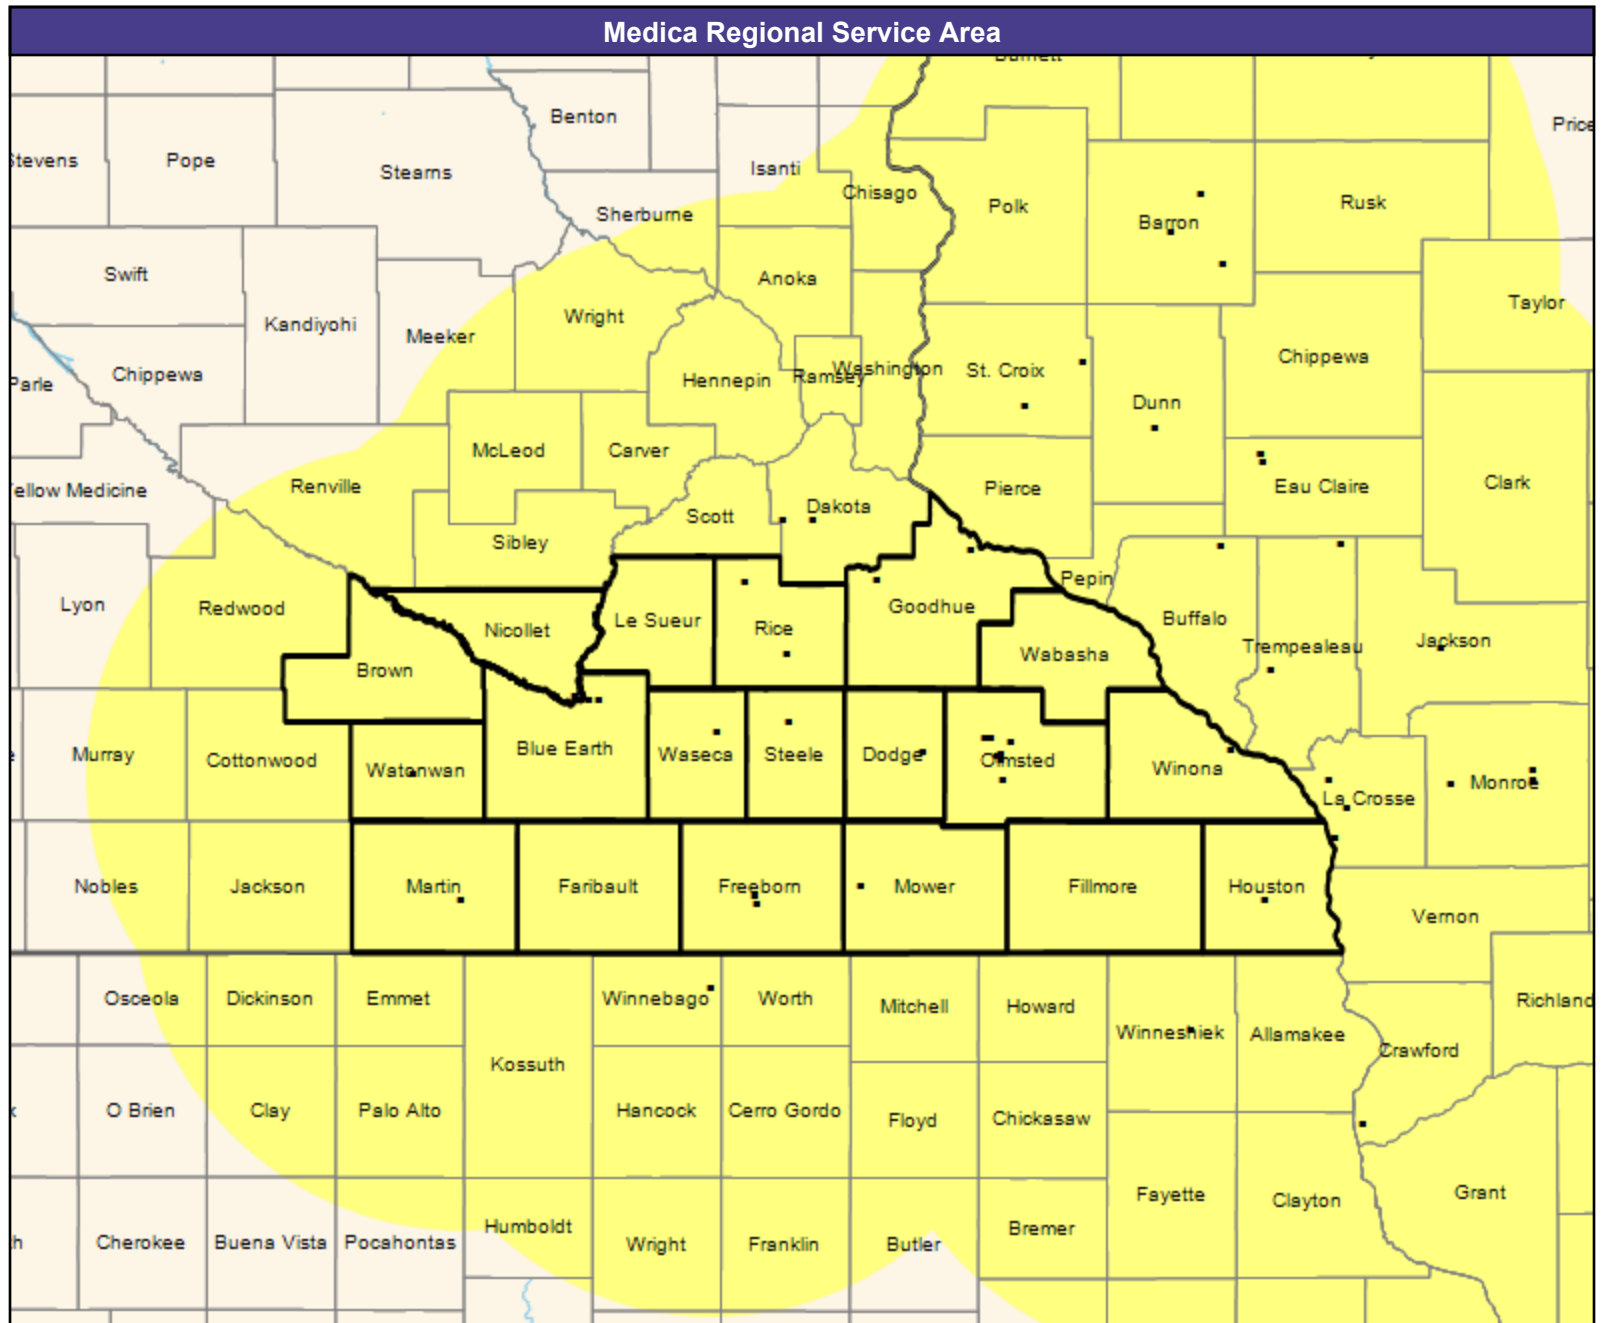 Medica Regional Service Area
Burnett
Benton
Price
Stevens
Pope
Stearns
Isanti
Chisago
Polk
Barron
Rusk
Sherburne
Swift
Anoka
Taylor
Kandiyohi
Wright
Meeker
Chippewa
Chippewa
Parle
Hennepin
Ramsey
Washington
St. Croix
Dunn
McLeod
Carver
Clark
Yellow Medicine
Renville
Pierce
Eau Claire
Scott
Dakota
Sibley
Pepin
Lyon
Redwood
Nicollet
Le Sueur
Rice
Goodhue
Buffalo
Trempealeau
Jackson
Brown
Wabasha
Murray
Cottonwood
Watonwan
Blue Earth
Waseca
Steele
Dodge
Olmsted
Winona
La Crosse
Monroe
Nobles
Jackson
Martin
Faribault
Freeborn
Mower
Fillmore
Houston
Vernon
Osceola
Dickinson
Emmet
Winnebago
Worth
Mitchell
Howard
Richland
Winneshiek
Allamakee
Crawford
Kossuth
O Brien
Clay
Palo Alto
Hancock
Cerro Gordo
Floyd
Chickasaw
Fayette
Clayton
Grant
Cherokee
Buena Vista
Pocahontas
Humboldt
Wright
Franklin
Butler
Bremer